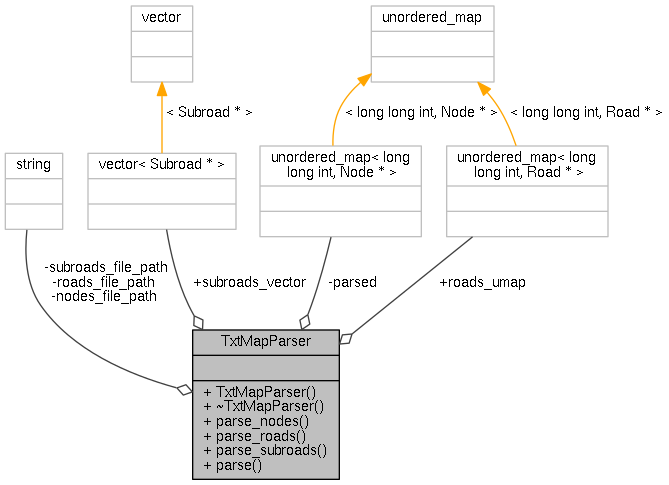 vector
unordered_map
< Subroad * >
< long long int, Node * >
< long long int, Road * >
string
vector< Subroad * >
unordered_map< long
long int, Node * >
unordered_map< long
long int, Road * >
-subroads_file_path
-roads_file_path
-nodes_file_path
+subroads_vector
-parsed
+roads_umap
TxtMapParser
+ TxtMapParser()
+ ~TxtMapParser()
+ parse_nodes()
+ parse_roads()
+ parse_subroads()
+ parse()